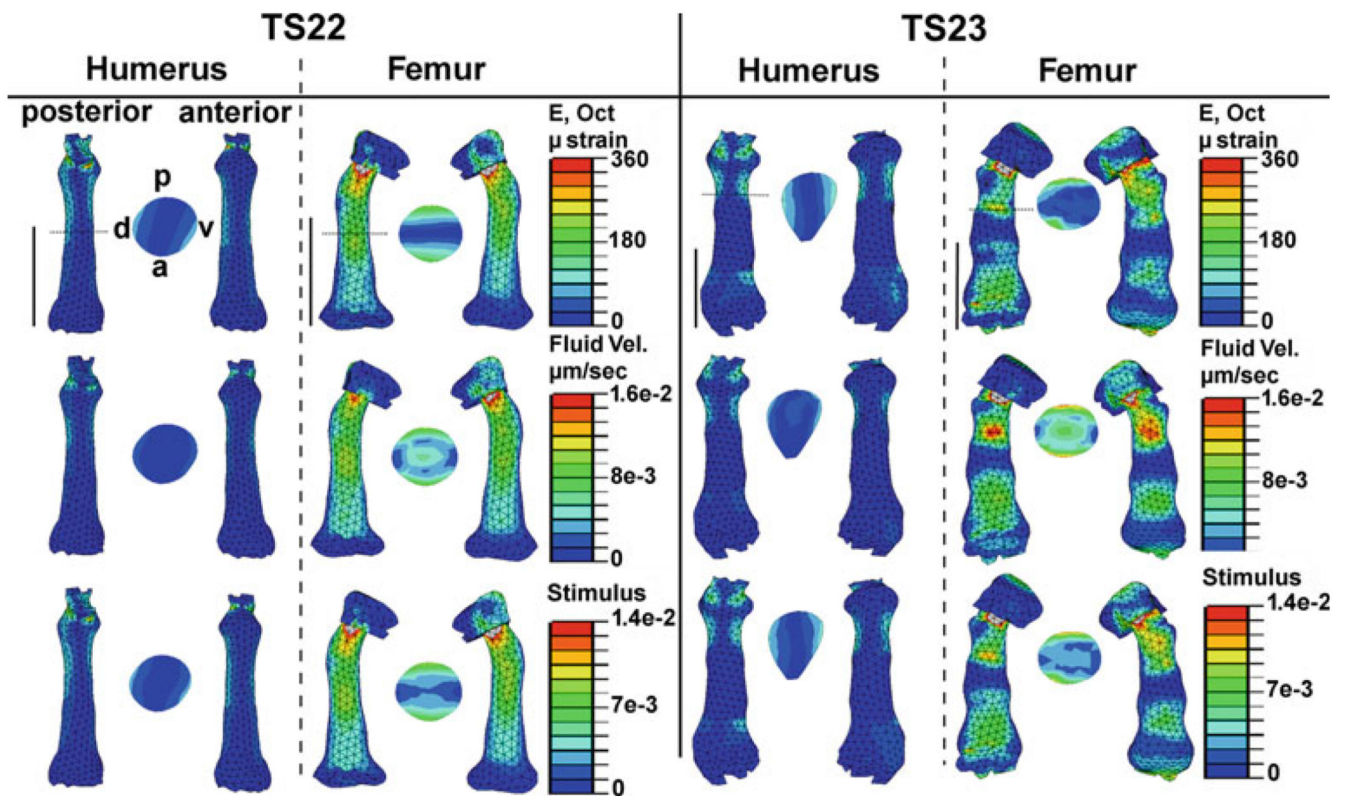 TS22 TS23
Humerus Femur Humerus Femur
posterior anterior
E, Oct
μ strain
360
180
0
p
d v
a
E, Oct
μ strain
360
180
0
Fluid Vel.
μm/sec
1.6e-2
8e-3
0
Fluid Vel.
μm/sec
1.6e-2
8e-3
Stimulus
1.4e-2
7e-3
0
Stimulus
1.4e-2
7e-3
0